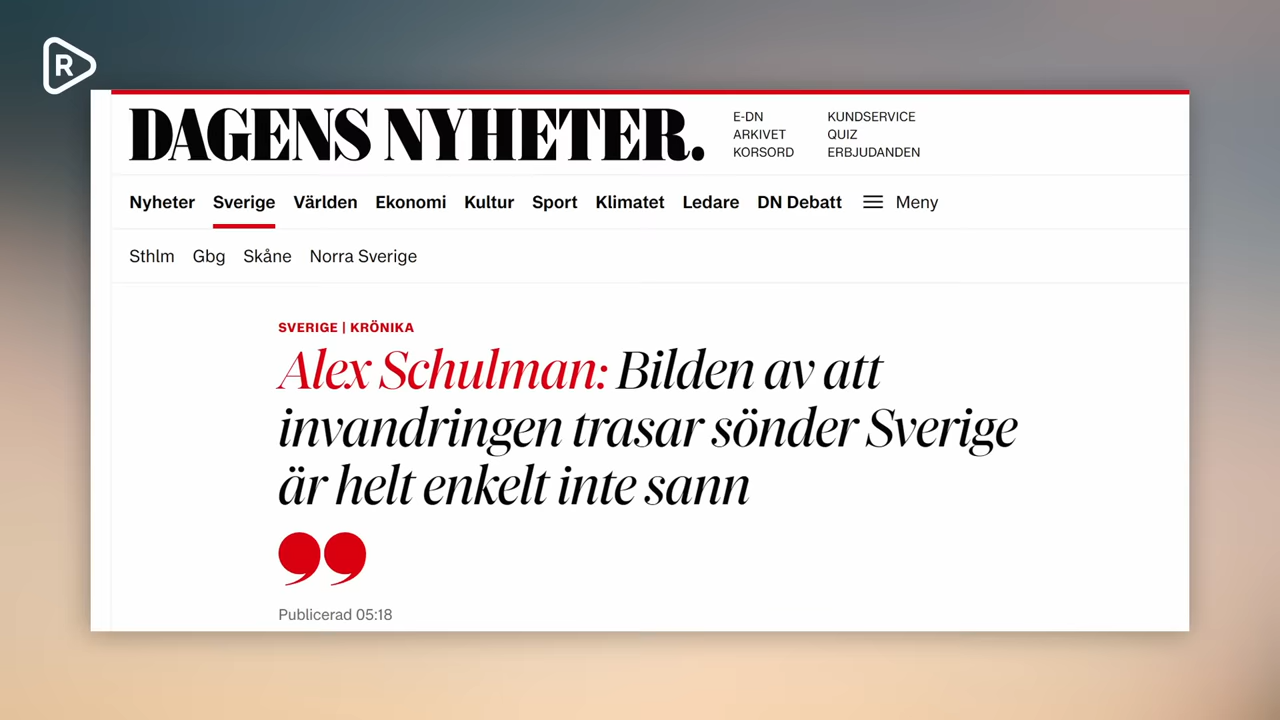 R
DAGENS NYHETER.
E-DN
ARKIVET
KORSORD
KUNDSERVICE
QUIZ
ERBJUDANDEN
Nyheter Sverige Världen Ekonomi Kultur Sport Klimatet Ledare DN Debatt Meny
Sthlm Gbg Skåne Norra Sverige
SVERIGE | KRÖNIKA
Alex Schulman: Bilden av att
invandringen trasar sönder Sverige
är helt enkelt inte sann
Publicerad 05:18